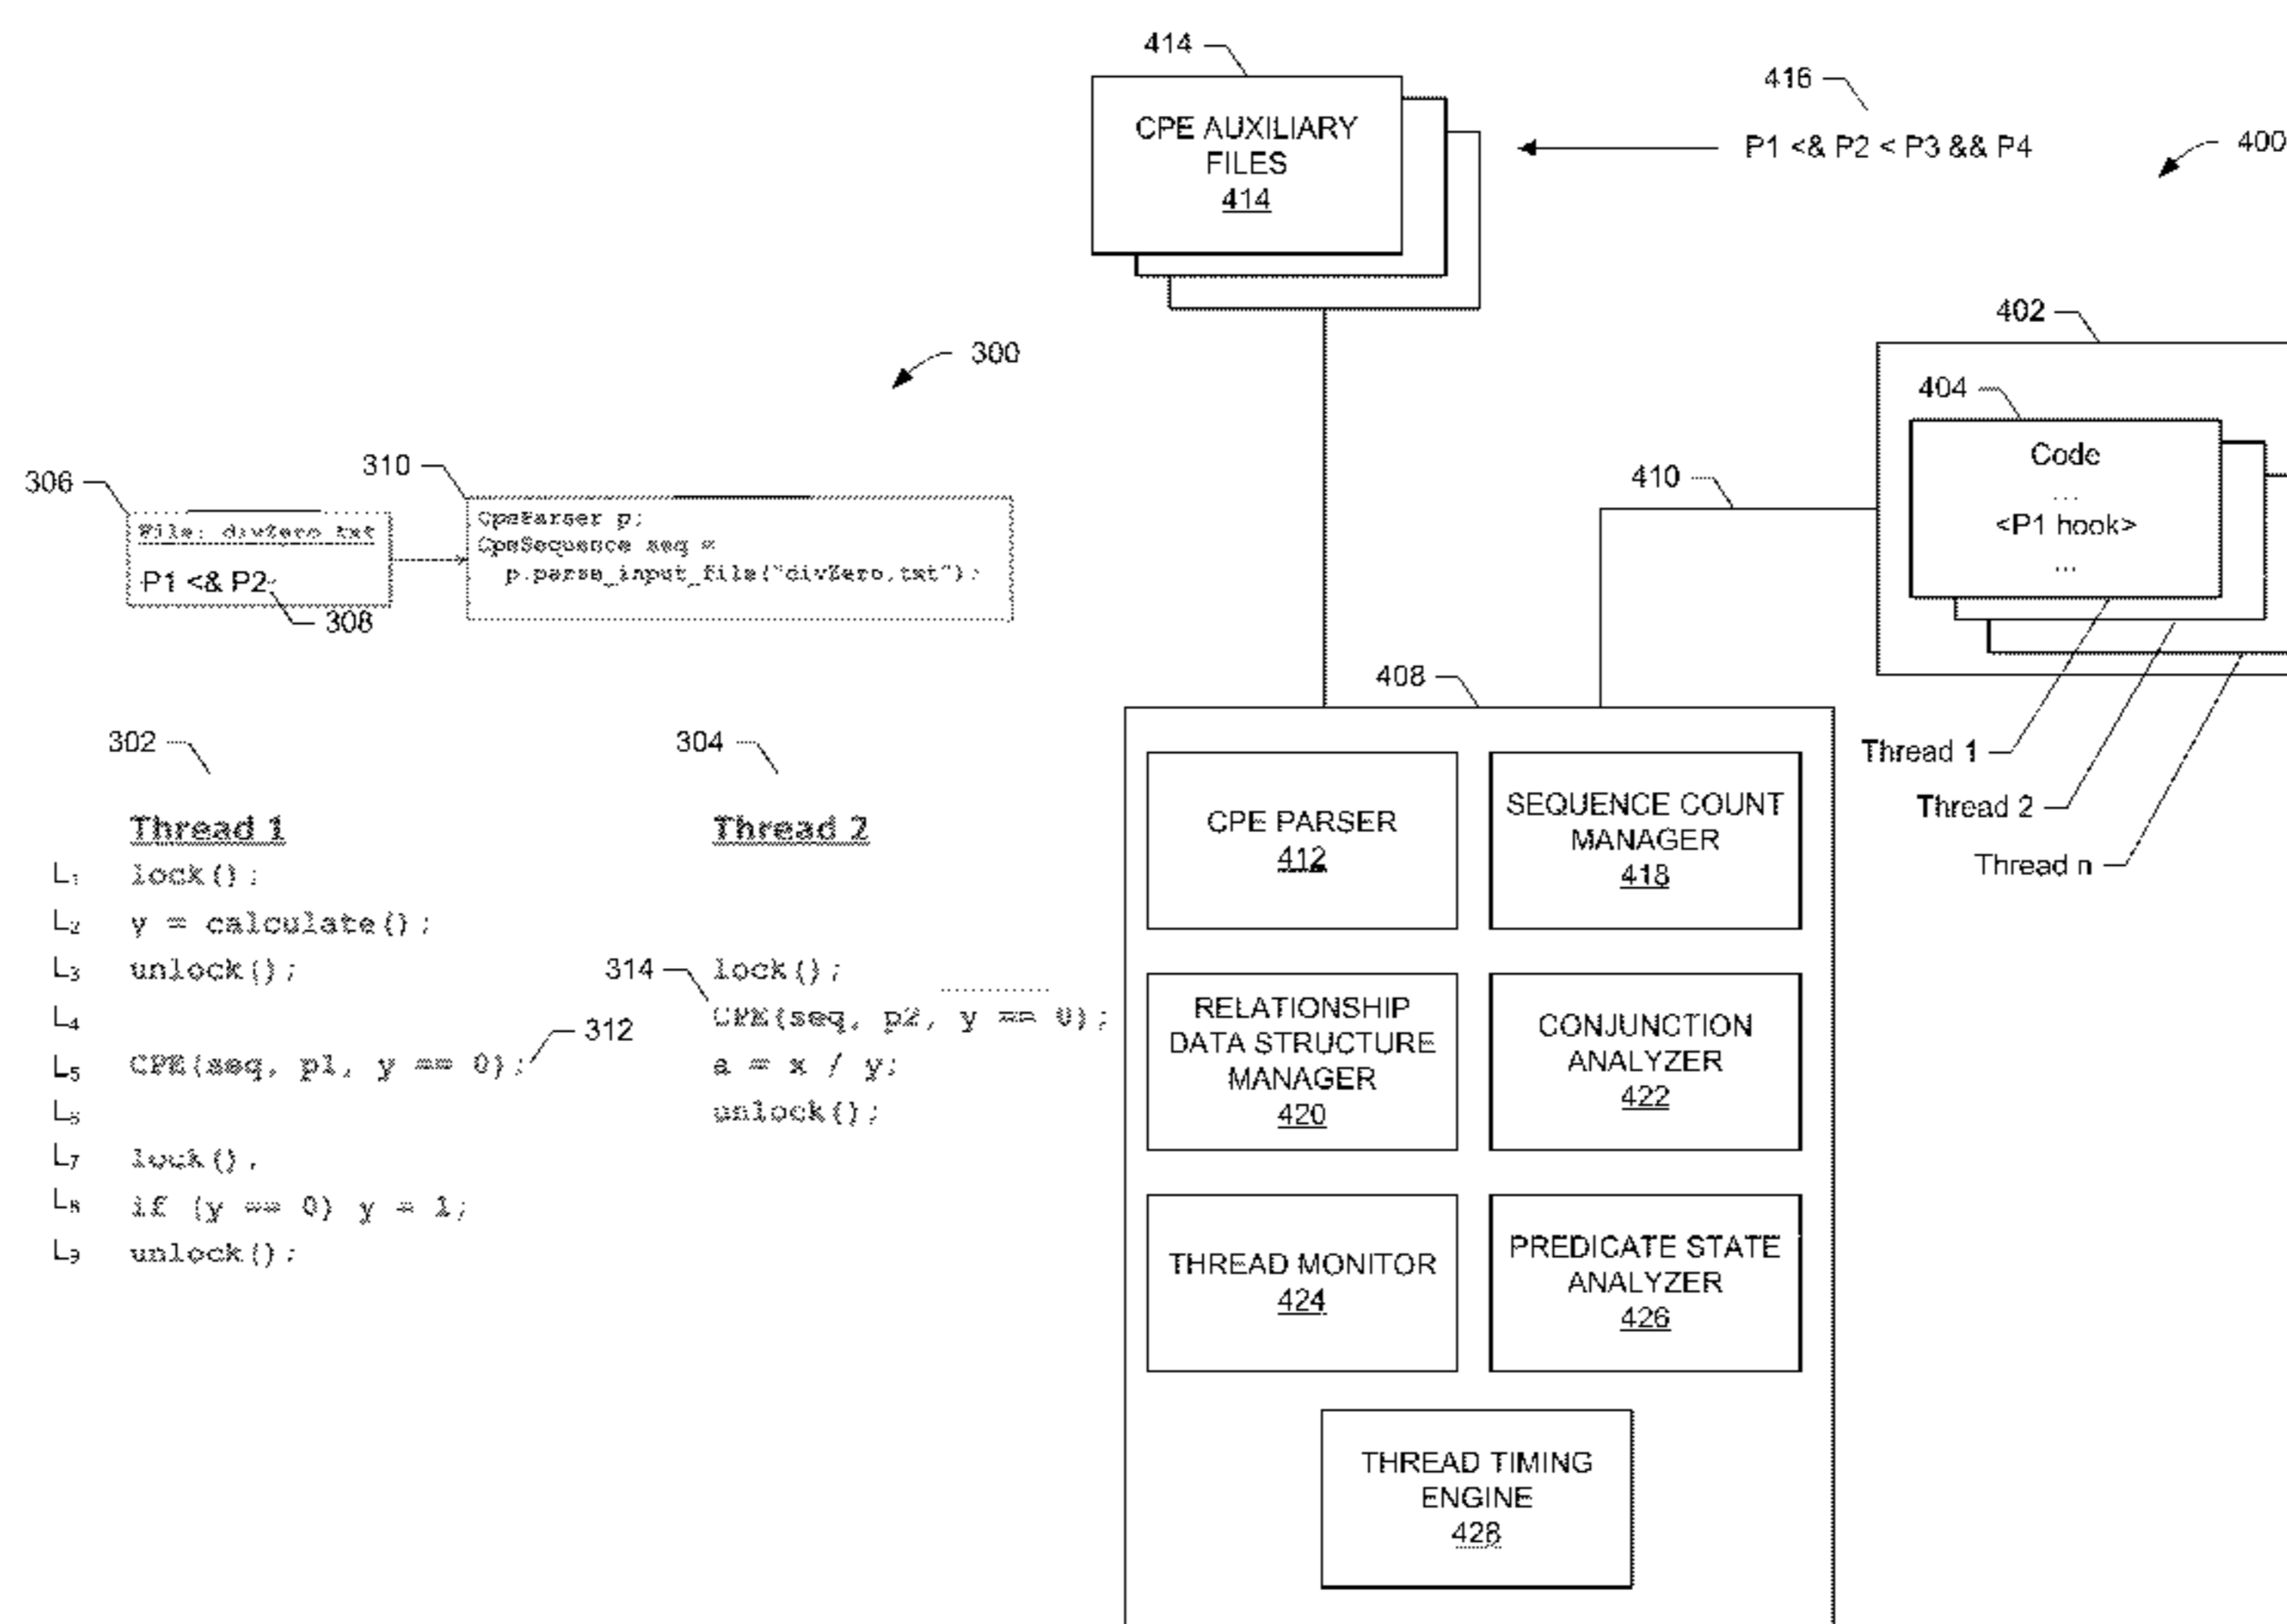 414
CPE AUXILIARY
FILES
414
416
P1 <& P2 < P3 && P4
400
300
306
File: divZero.txt
P1 <& P2
308
310
CpeParser p;
CpeSequence seq =
p.parse_input_file("divZero.txt");
402
404
Code
...
<P1 hook>
...
410
Thread 1
Thread 2
Thread n
302
304
Thread 1
Thread 2
L1 lock();
L2 y = calculate();
L3 unlock();
314
lock();
L4
CPE(seq, p2, y == 0);
L5 CPE(seq, p1, y == 0);
312
a = x / y;
L6
unlock();
L7 lock();
L8 if (y == 0) y = 1;
L9 unlock();
408
CPE PARSER
412
SEQUENCE COUNT
MANAGER
418
RELATIONSHIP
DATA STRUCTURE
MANAGER
420
CONJUNCTION
ANALYZER
422
THREAD MONITOR
424
PREDICATE STATE
ANALYZER
426
THREAD TIMING
ENGINE
428